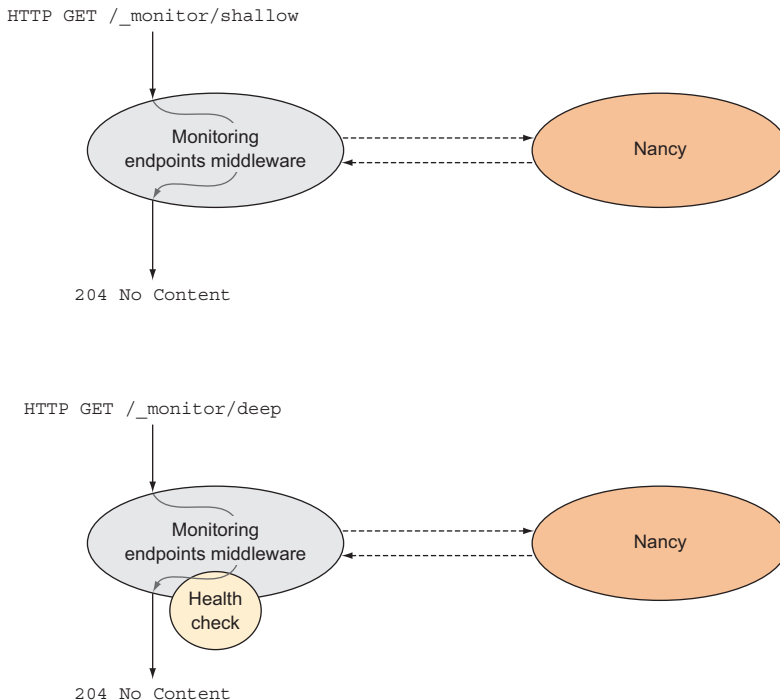 HTTP GET /_monitor/shallow
Monitoring
endpoints middleware
Nancy
204 No Content
HTTP GET /_monitor/deep
Monitoring
endpoints middleware
Nancy
Health
check
204 No Content